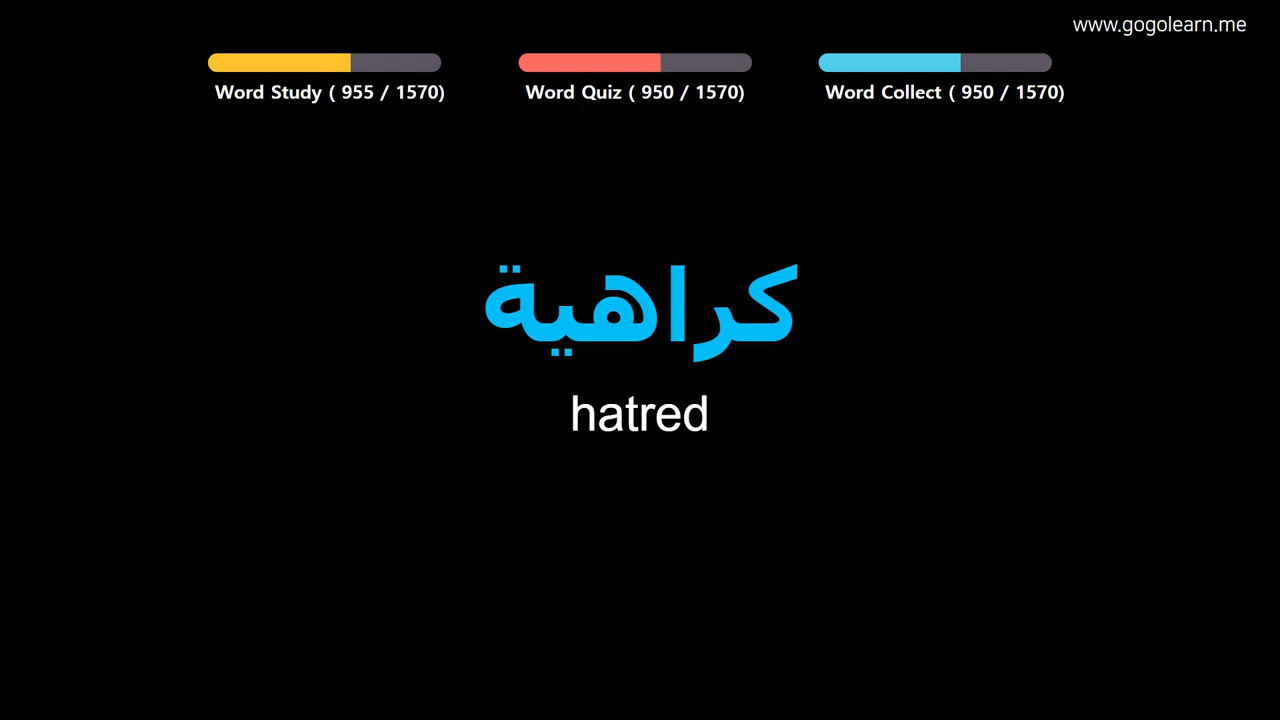 www.gogolearn.me
Word Study ( 955 / 1570)
Word Quiz ( 950 / 1570)
Word Collect ( 950 / 1570)
كراهية
hatred